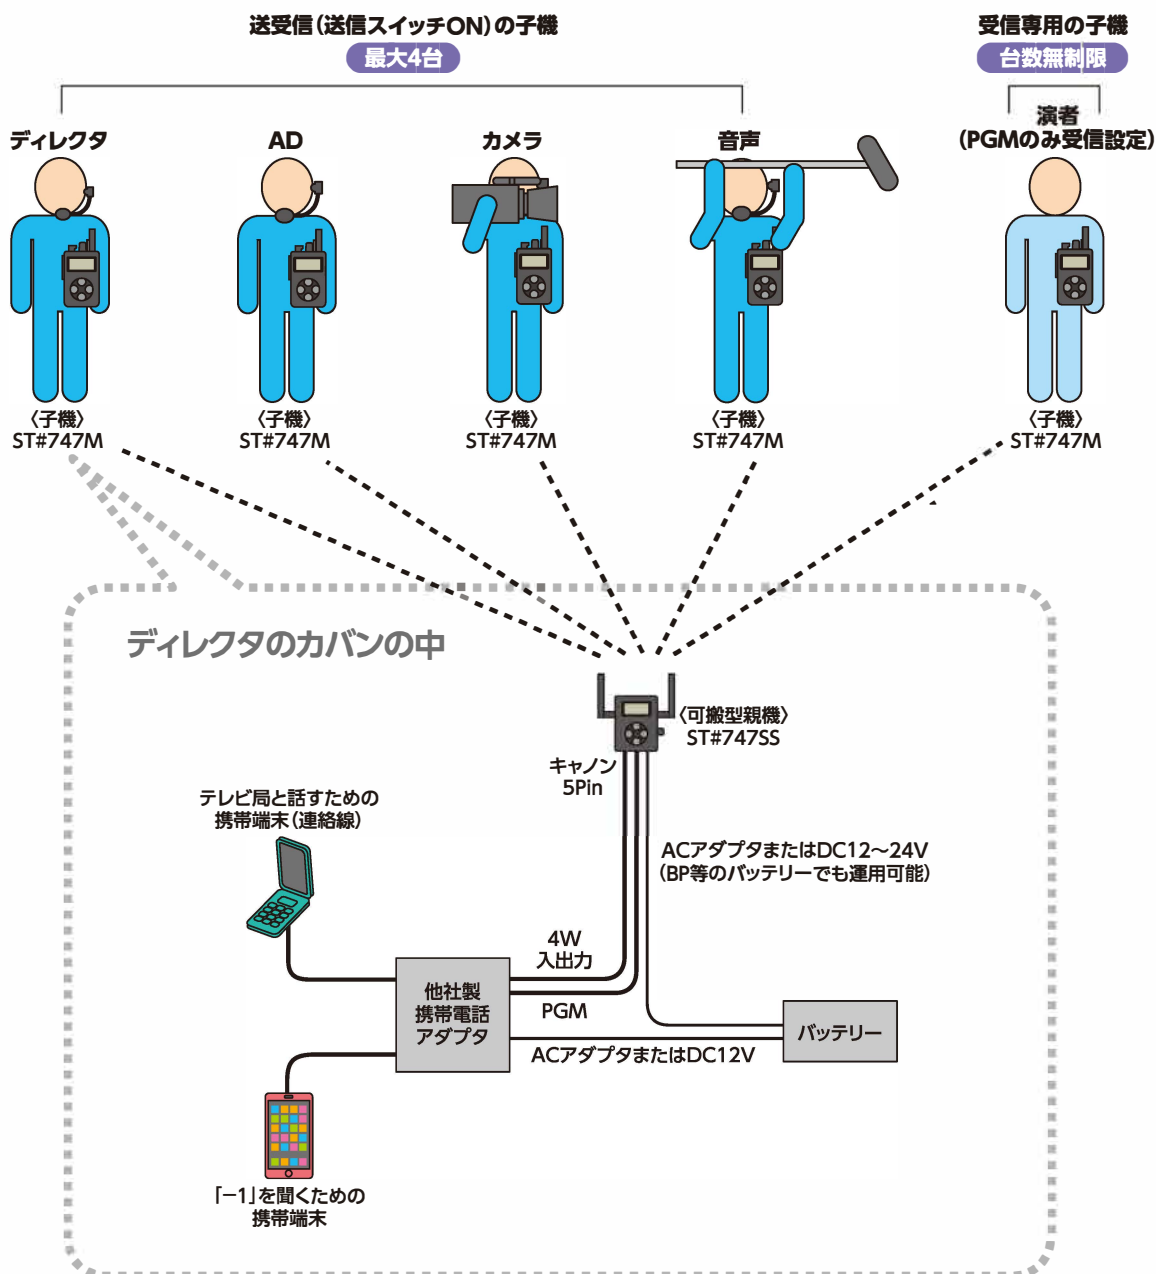 送受信(送信スイッチON)の子機
最大4台
受信専用の子機
台数無制限
ディレクタ
AD
カメラ
音声
演者
(PGMのみ受信設定)
〈子機〉
ST#747M
〈子機〉
ST#747M
〈子機〉
ST#747M
〈子機〉
ST#747M
〈子機〉
ST#747M
ディレクタのカバンの中
〈可搬型親機〉
ST#747SS
キャノン
5Pin
テレビ局と話すための
携帯端末(連絡線)
ACアダプタまたはDC12～24V
(BP等のバッテリーでも運用可能)
4W
入出力
他社製
携帯電話
アダプタ
PGM
バッテリー
ACアダプタまたはDC12V
「－1」を聞くための
携帯端末